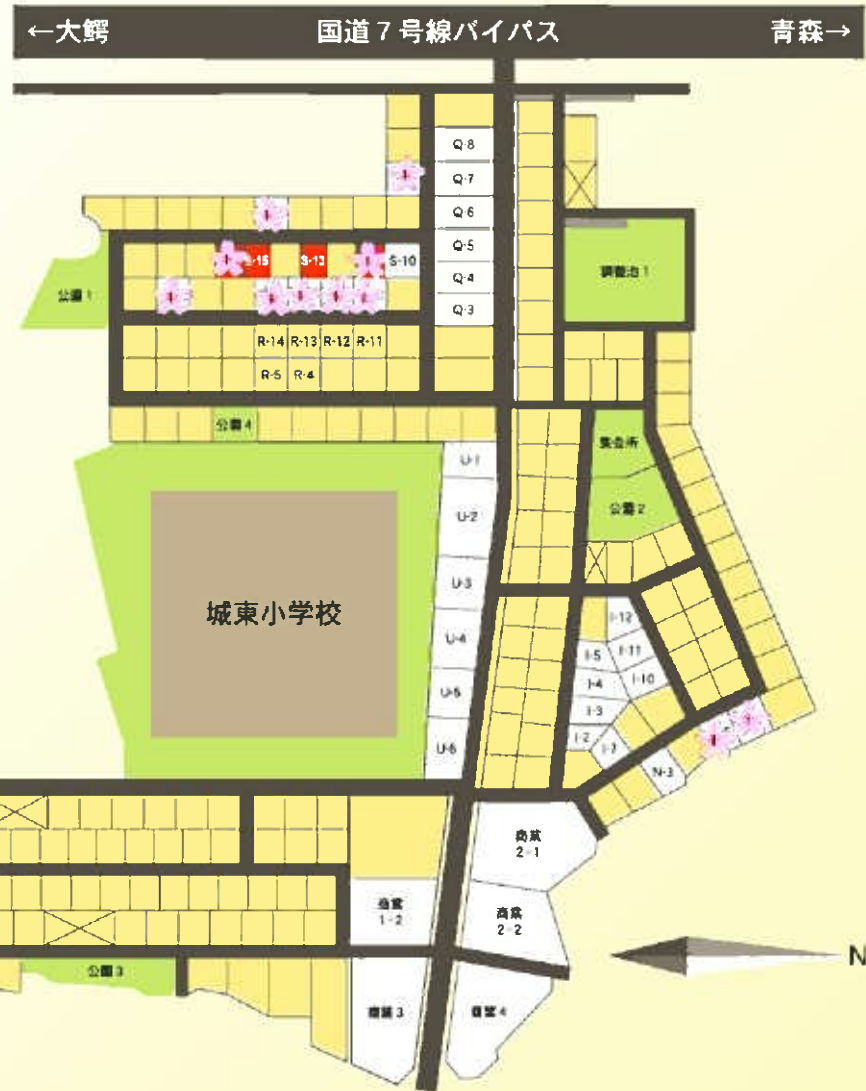 ←大鰐 国道7号線バイパス 青森→
Q-8
Q-7
Q-6
Q-5
Q-4
Q-3
S-15 S-13 S-10
公園1
調整池1
R-14 R-13 R-12 R-11
R-5 R-4
公園4
集会所
公園2
U-1
U-2
U-3
U-4
U-5
U-6
城東小学校
I-12
I-11
I-10
I-5
I-4
I-3
I-2
I-7
N-3
商業
2-1
商業
1-2
商業
2-2
公園3
商業3
商業4
N